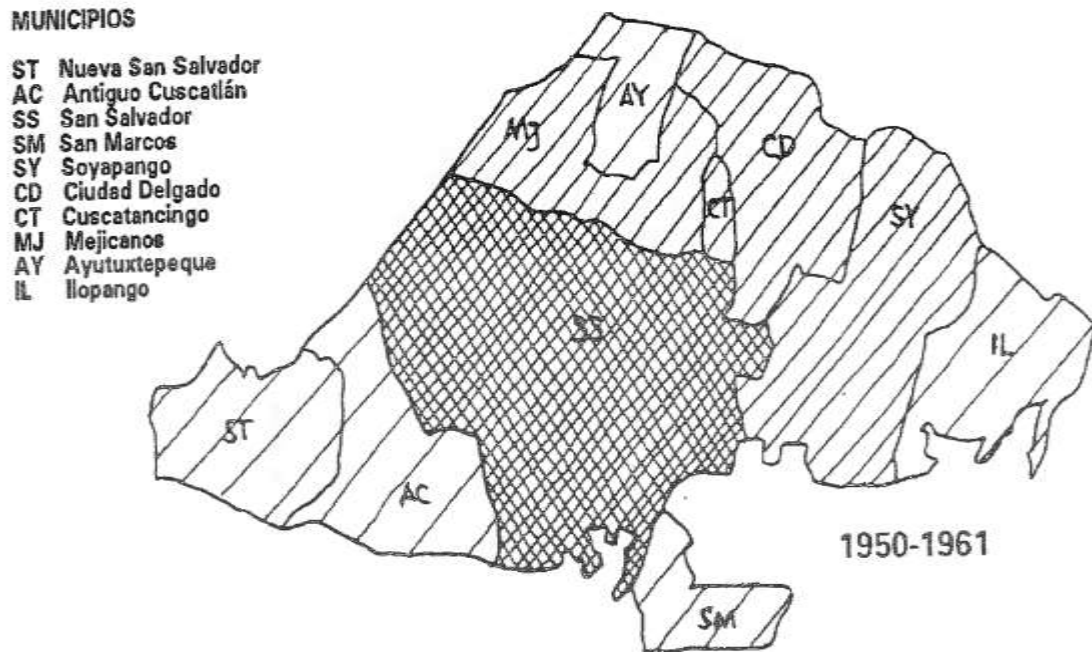 MUNICIPIOS
ST Nueva San Salvador
AC Antiguo Cuscatlán
SS San Salvador
SM San Marcos
SY Soyapango
CD Ciudad Delgado
CT Cuscatancingo
MJ Mejicanos
AY Ayutuxtepeque
IL Ilopango
AY
MJ
CD
CT
SY
SS
IL
ST
AC
1950-1961
SM